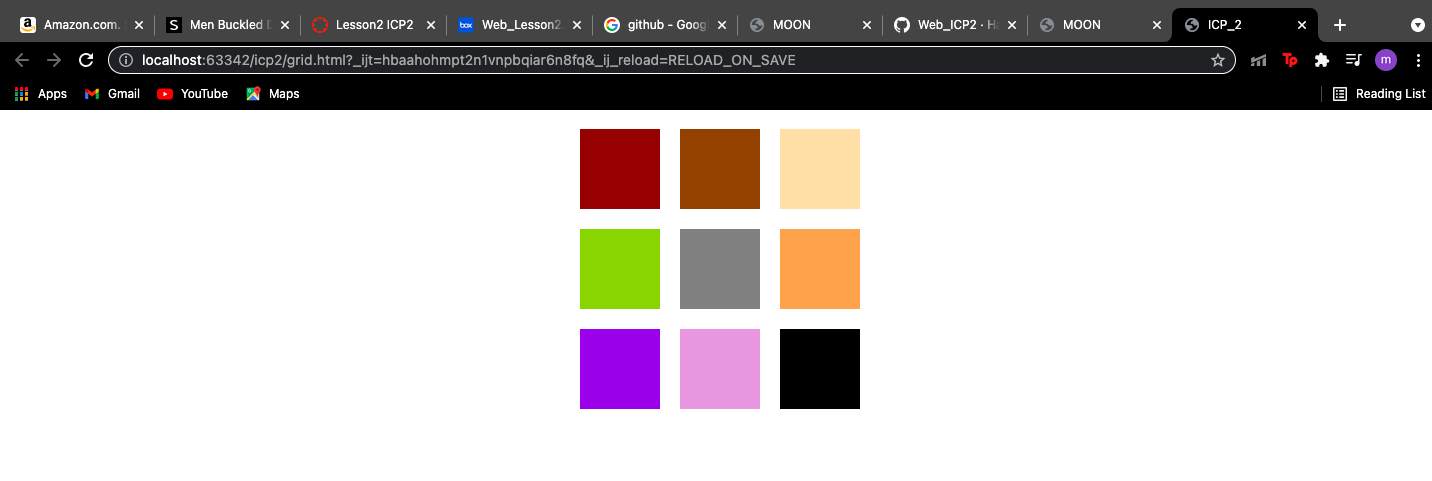 Amazon.com. Men Buckled D Lesson2 ICP2 Web_Lesson2. github - Goog MOON Web_ICP2 · Ha MOON ICP_2
localhost:63342/icp2/grid.html?_ijt=hbaahohmpt2n1vnpbqiar6n8fq&_ij_reload=RELOAD_ON_SAVE m
Apps Gmail YouTube Maps Reading List